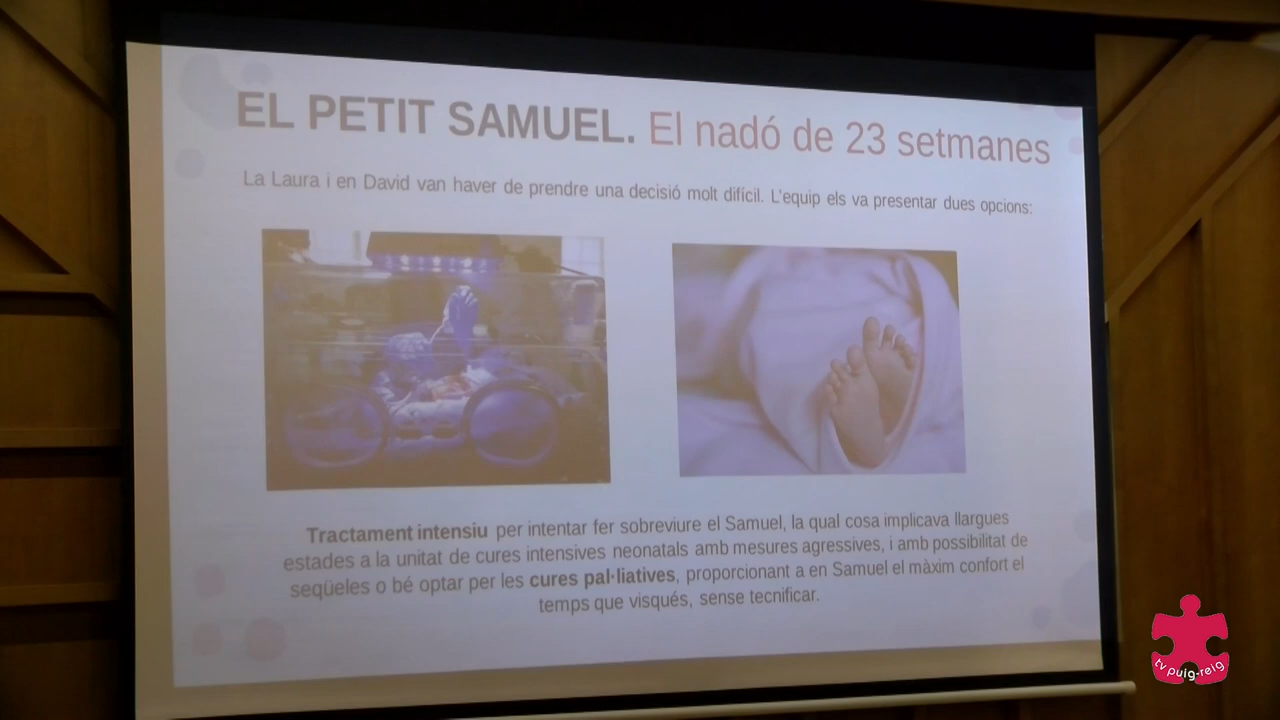 EL PETIT SAMUEL. El nadó de 23 setmanes
La Laura i en David van haver de prendre una decisió molt difícil. L'equip els va presentar dues opcions:
Tractament intensiu per intentar fer sobreviure el Samuel, la qual cosa implicava llargues
estades a la unitat de cures intensives neonatals amb mesures agressives, i amb possibilitat de
seqüeles o bé optar per les cures pal·liatives, proporcionant a en Samuel el màxim confort el
temps que visqués, sense tecnificar.
tv puig-reig